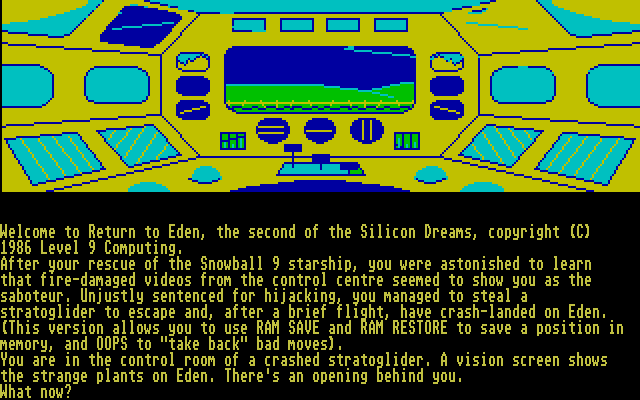 Welcome to Return to Eden, the second of the Silicon Dreams, copyright (C)
1986 Level 9 Computing.
After your rescue of the Snowball 9 starship, you were astonished to learn
that fire-damaged videos from the control centre seemed to show you as the
saboteur. Unjustly sentenced for hijacking, you managed to steal a
stratoglider to escape and, after a brief flight, have crash-landed on Eden.
(This version allows you to use RAM SAVE and RAM RESTORE to save a position in
memory, and OOPS to "take back" bad moves).
You are in the control room of a crashed stratoglider. A vision screen shows
the strange plants on Eden. There's an opening behind you.
What now?